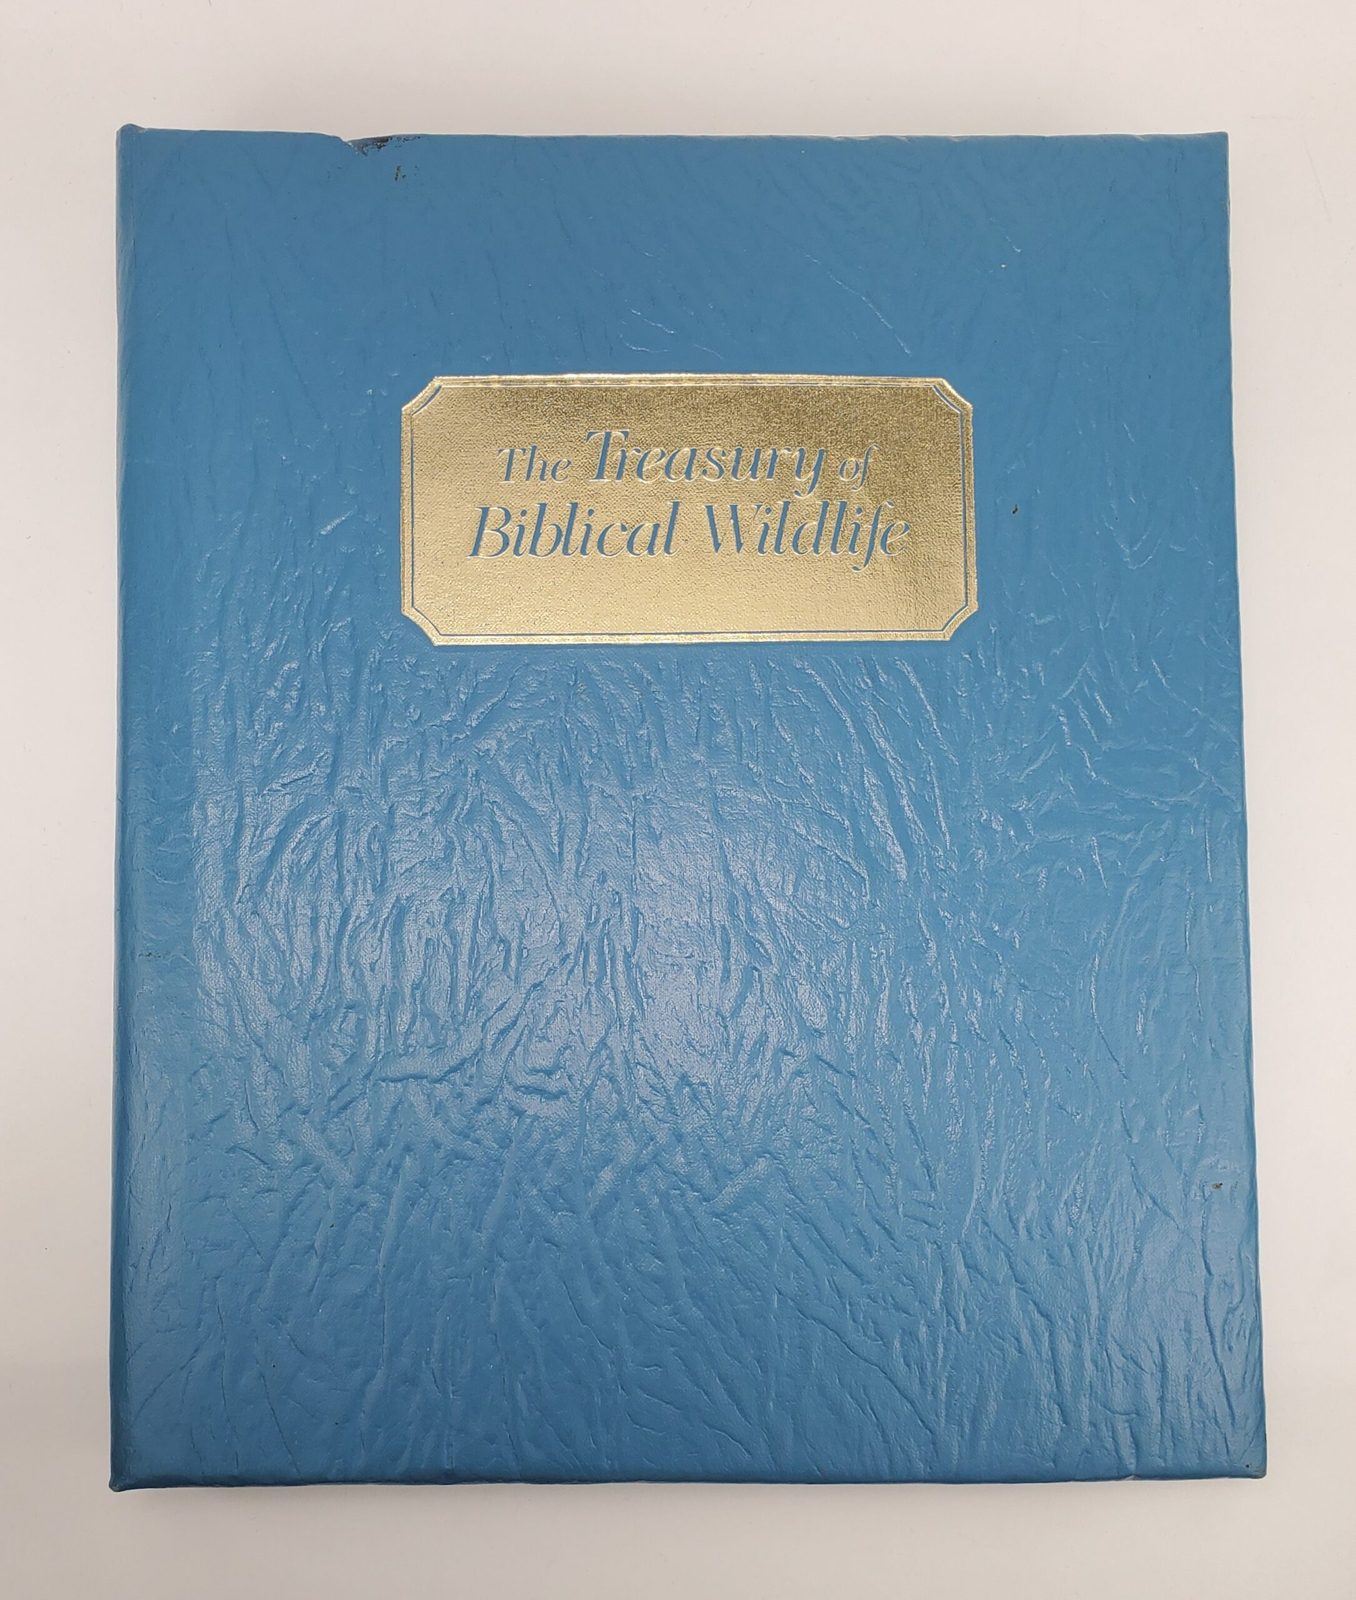 The Treasury of
Biblical Wildlife